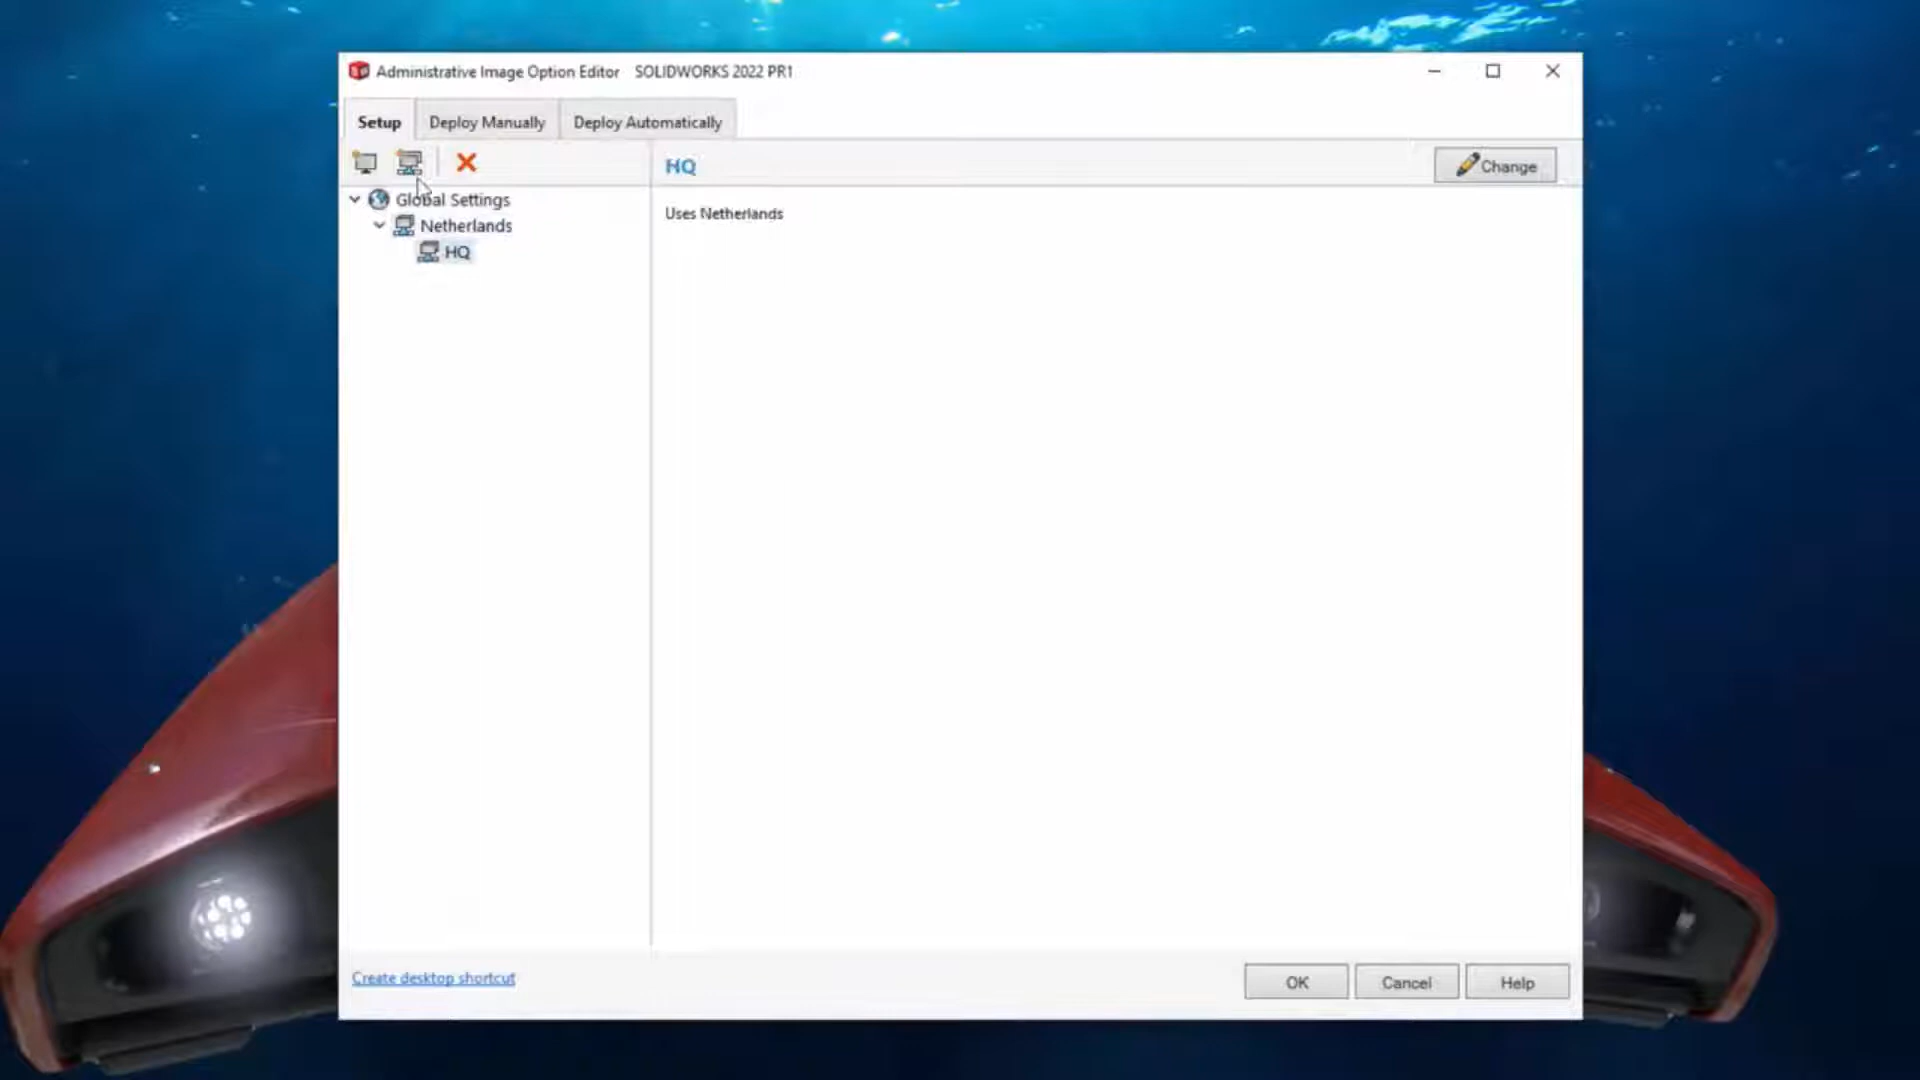 Administrative Image Option Editor SOLIDWORKS 2022 PR1
Setup Deploy Manually Deploy Automatically
HQ
Change
Global Settings
Netherlands
HQ
Uses Netherlands
Create desktop shortcut
OK Cancel Help